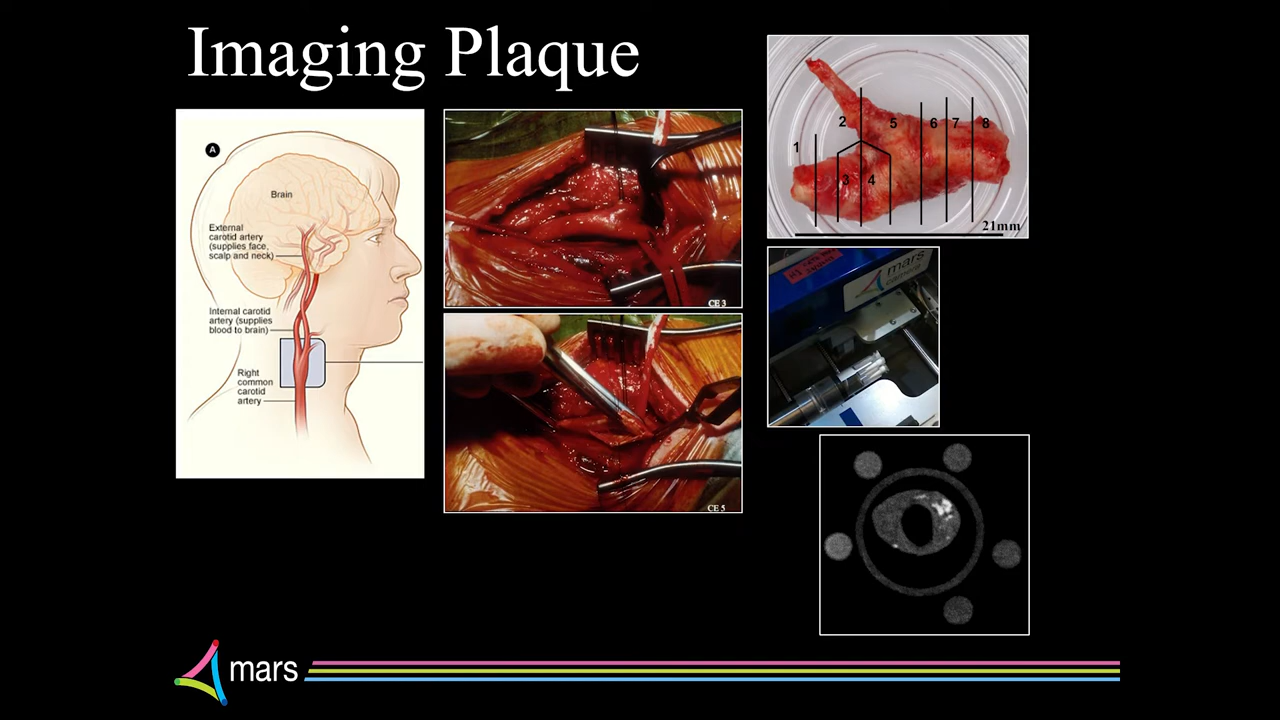 Imaging Plaque
A
Brain
External
carotid artery
(supplies face,
scalp and neck)
Internal carotid
artery (supplies
blood to brain)
Right
common
carotid
artery
CE 3
CE 5
1
2
3
4
5
6
7
8
21mm
mars
camera
mars